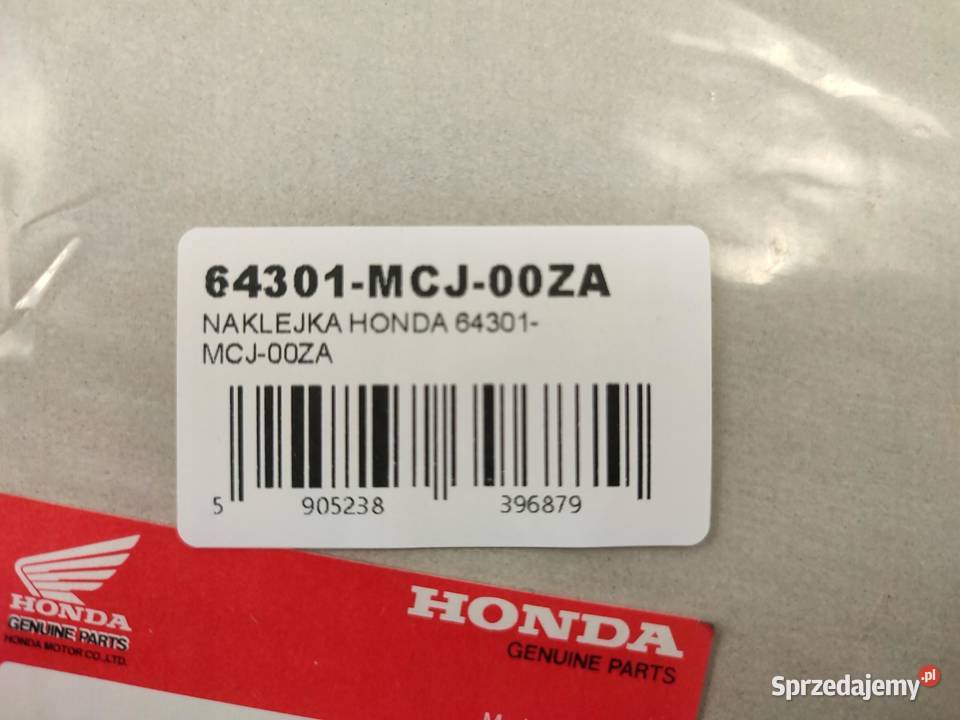 64301-MCJ-00ZA
NAKLEJKA HONDA 64301-
MCJ-00ZA
5 905238 396879
HONDA
GENUINE PARTS
HONDA MOTOR CO.,LTD.
HONDA
GENUINE PARTS
Sprzedajemy.pl